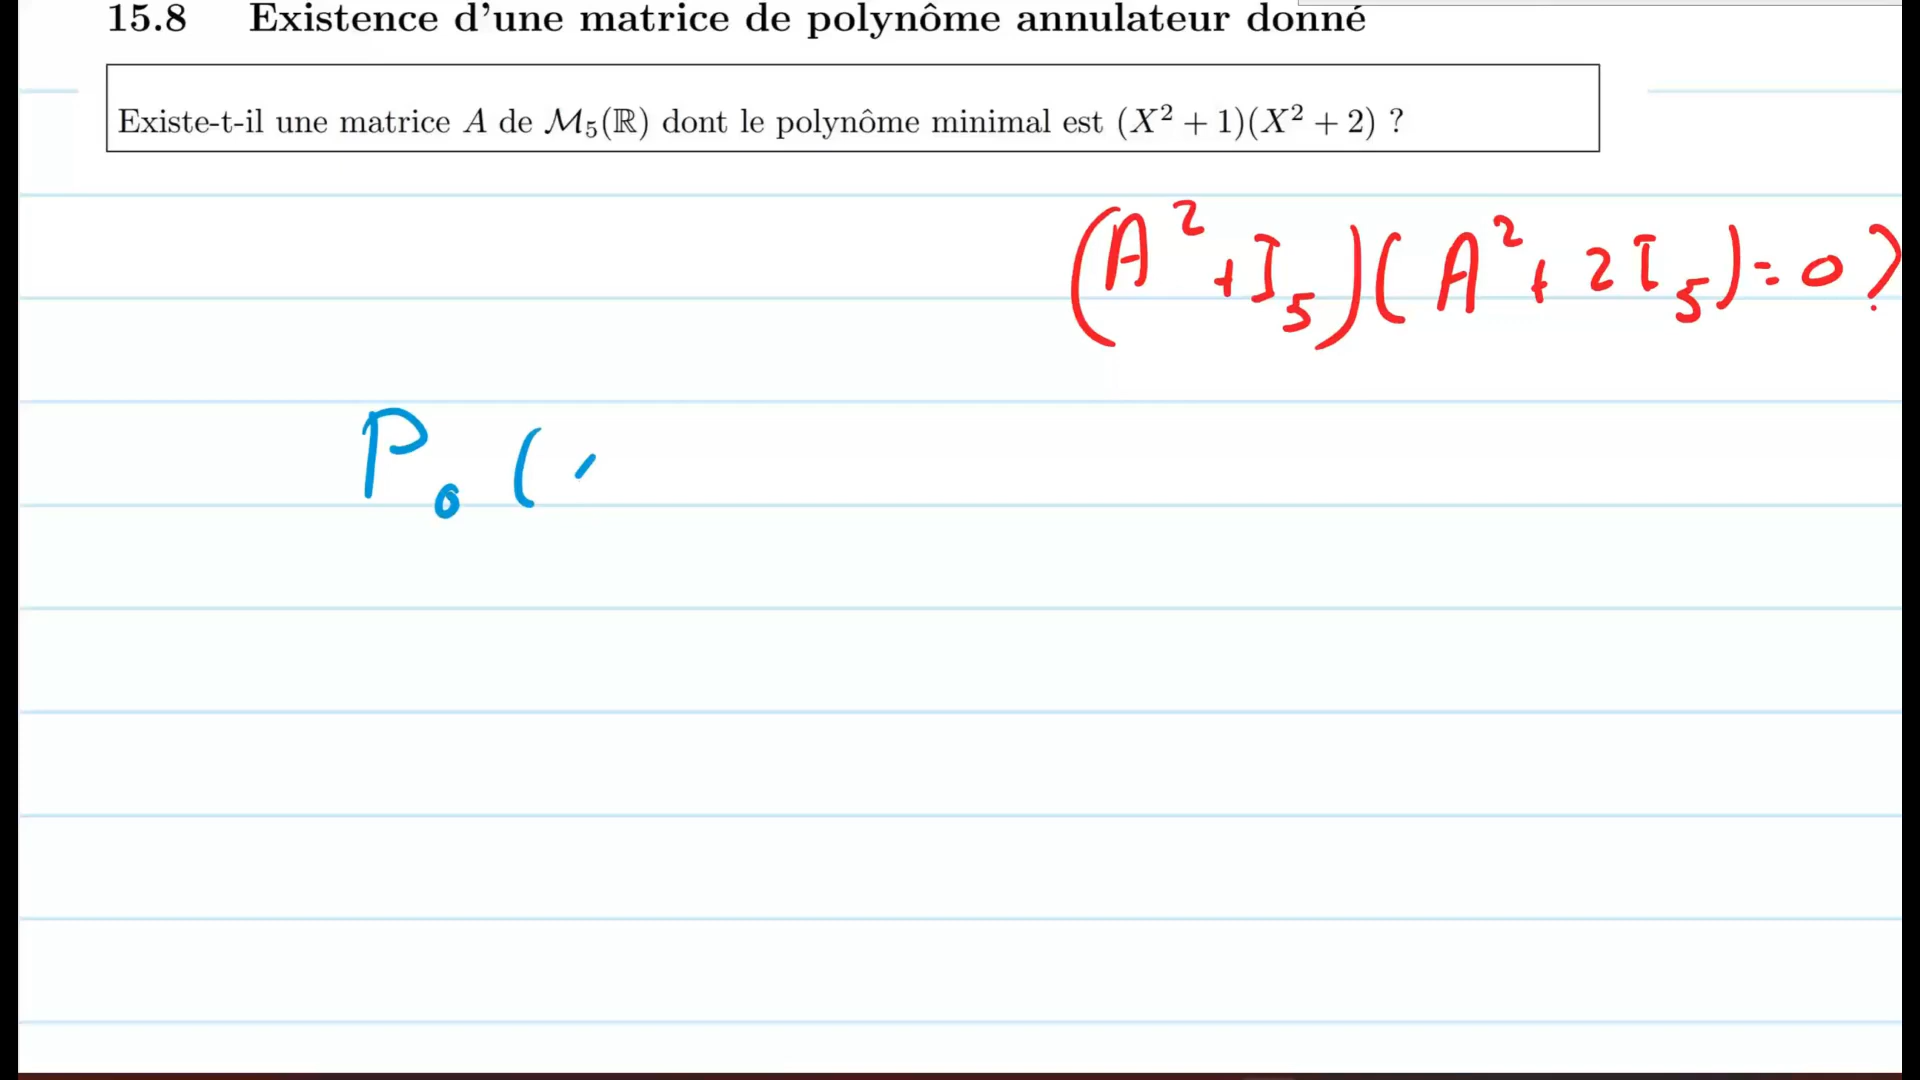 15.8 Existence d'une matrice de polynôme annulateur donné
Existe-t-il une matrice A de ℳ₅(ℝ) dont le polynôme minimal est (X² + 1)(X² + 2) ?
(A² + I₅)(A² + 2I₅) = 0 ?
P₀ (